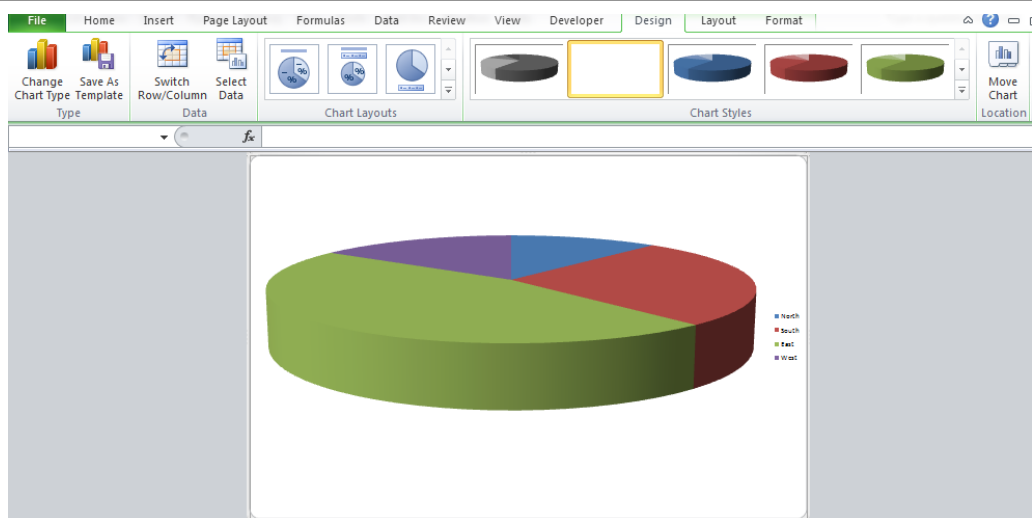 File Home Insert Page Layout Formulas Data Review View Developer Design Layout Format
Change Chart Type
Save As Template
Switch Row/Column
Select Data
Move Chart
Type Data Chart Layouts Chart Styles Location
fx
North
South
East
West